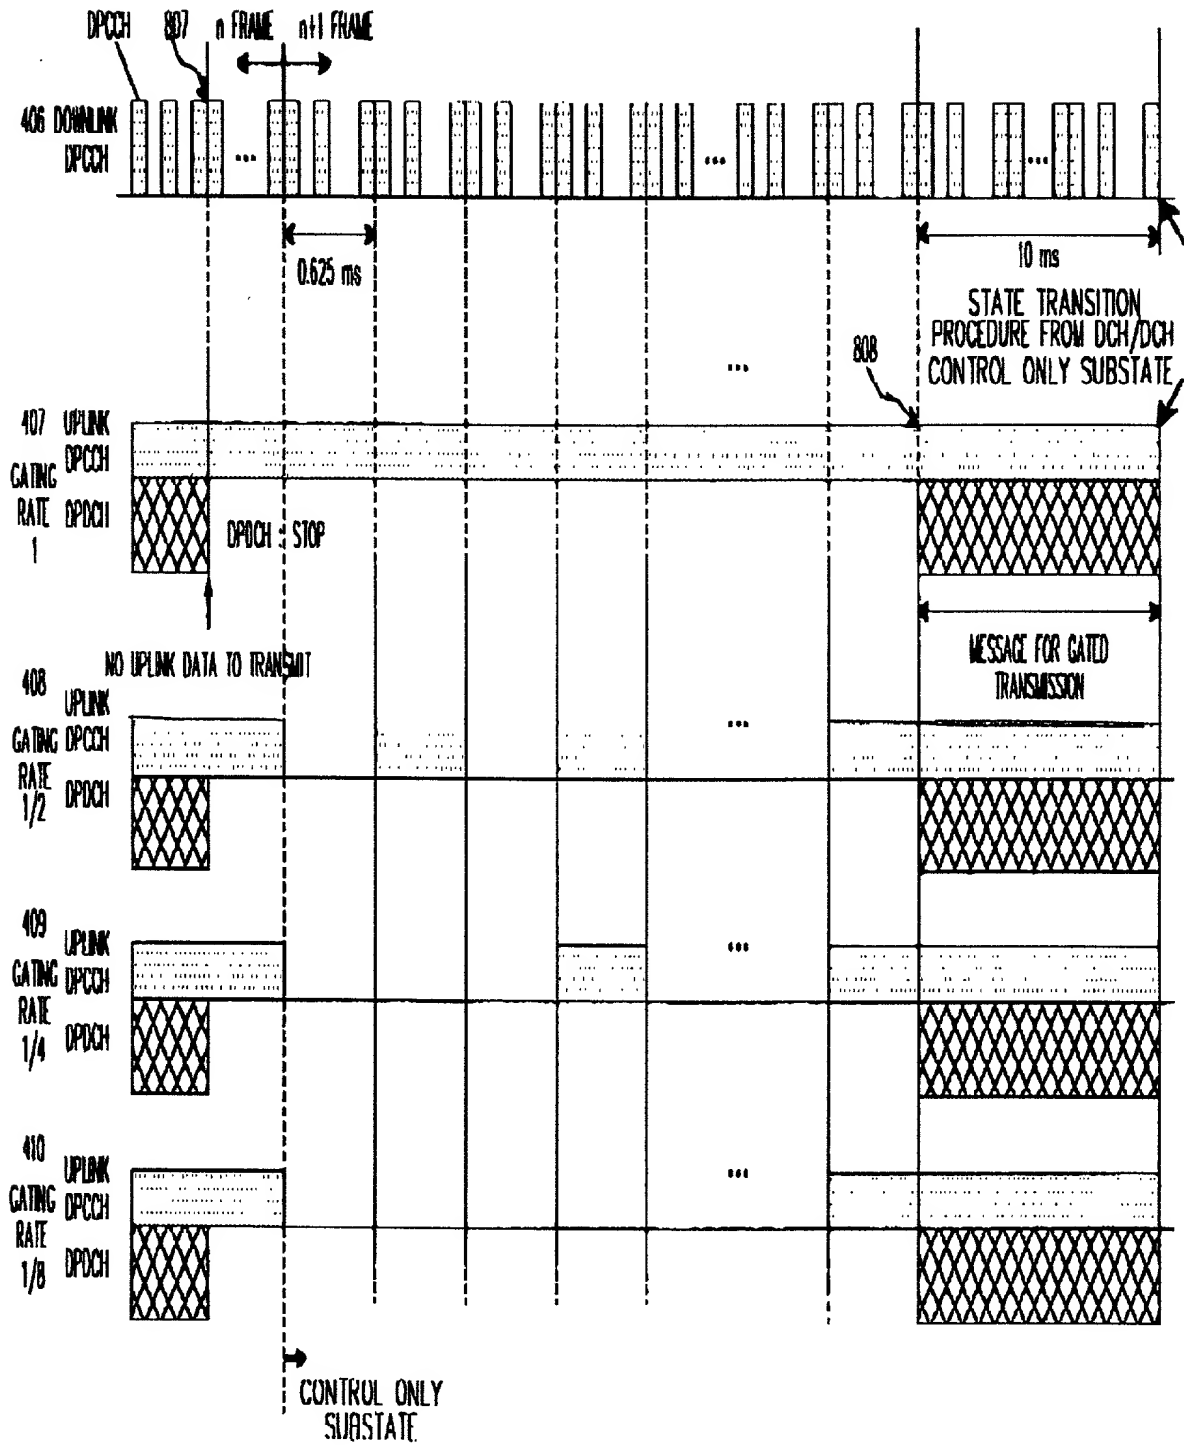 DPCCH 807 n FRAME n+1 FRAME
406 DOWNLINK
DPCCH
...
...
...
0.625 ms
10 ms
STATE TRANSITION
PROCEDURE FROM DCH/DCH
CONTROL ONLY SUBSTATE
808
...
407 UPLINK
DPCCH
GATING
RATE DPDCH
1
DPDCH : STOP
NO UPLINK DATA TO TRANSMIT
MESSAGE FOR GATED
TRANSMISSION
408
UPLINK
GATING DPCCH
RATE DPDCH
1/2
...
409
UPLINK
GATING DPCCH
RATE
1/4 DPDCH
...
410
UPLINK
GATING DPCCH
RATE
1/8 DPDCH
...
CONTROL ONLY
SUBSTATE